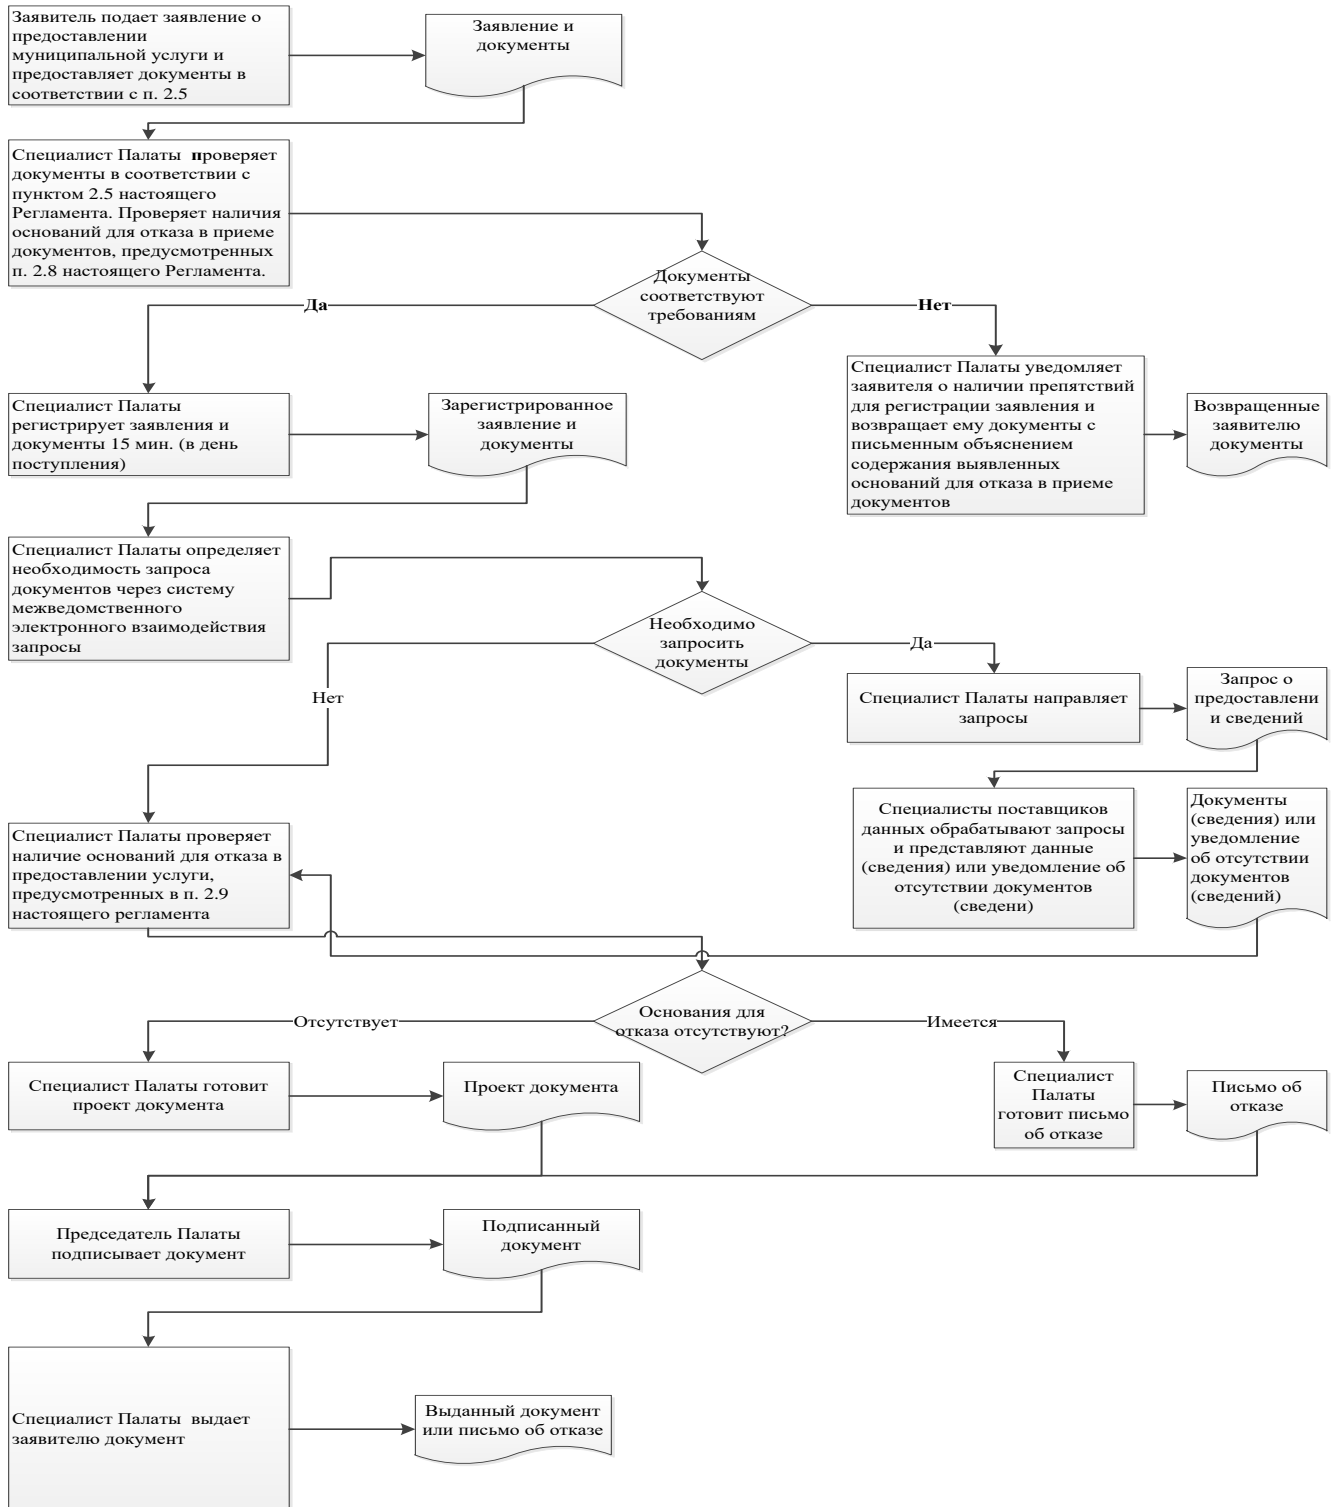 Заявитель подает заявление о
предоставлении
муниципальной услуги и
предоставляет документы в
соответствии с п. 2.5
Заявление и
документы
Специалист Палаты проверяет
документы в соответствии с
пунктом 2.5 настоящего
Регламента. Проверяет наличия
оснований для отказа в приеме
документов, предусмотренных
п. 2.8 настоящего Регламента.
Документы
соответствуют
требованиям
Да
Нет
Специалист Палаты
регистрирует заявления и
документы 15 мин. (в день
поступления)
Зарегистрированное
заявление и
документы
Специалист Палаты уведомляет
заявителя о наличии препятствий
для регистрации заявления и
возвращает ему документы с
письменным объяснением
содержания выявленных
оснований для отказа в приеме
документов
Возвращенные
заявителю
документы
Специалист Палаты определяет
необходимость запроса
документов через систему
межведомственного
электронного взаимодействия
запросы
Необходимо
запросить
документы
Да
Нет
Специалист Палаты направляет
запросы
Запрос о
предоставлени
и сведений
Специалисты поставщиков
данных обрабатывают запросы
и представляют данные
(сведения) или уведомление об
отсутствии документов
(сведени)
Документы
(сведения) или
уведомление
об отсутствии
документов
(сведений)
Специалист Палаты проверяет
наличие оснований для отказа в
предоставлении услуги,
предусмотренных в п. 2.9
настоящего регламента
Основания для
отказа отсутствуют?
Отсутствует
Имеется
Специалист Палаты готовит
проект документа
Проект документа
Специалист
Палаты
готовит письмо
об отказе
Письмо об
отказе
Председатель Палаты
подписывает документ
Подписанный
документ
Специалист Палаты выдает
заявителю документ
Выданный документ
или письмо об отказе